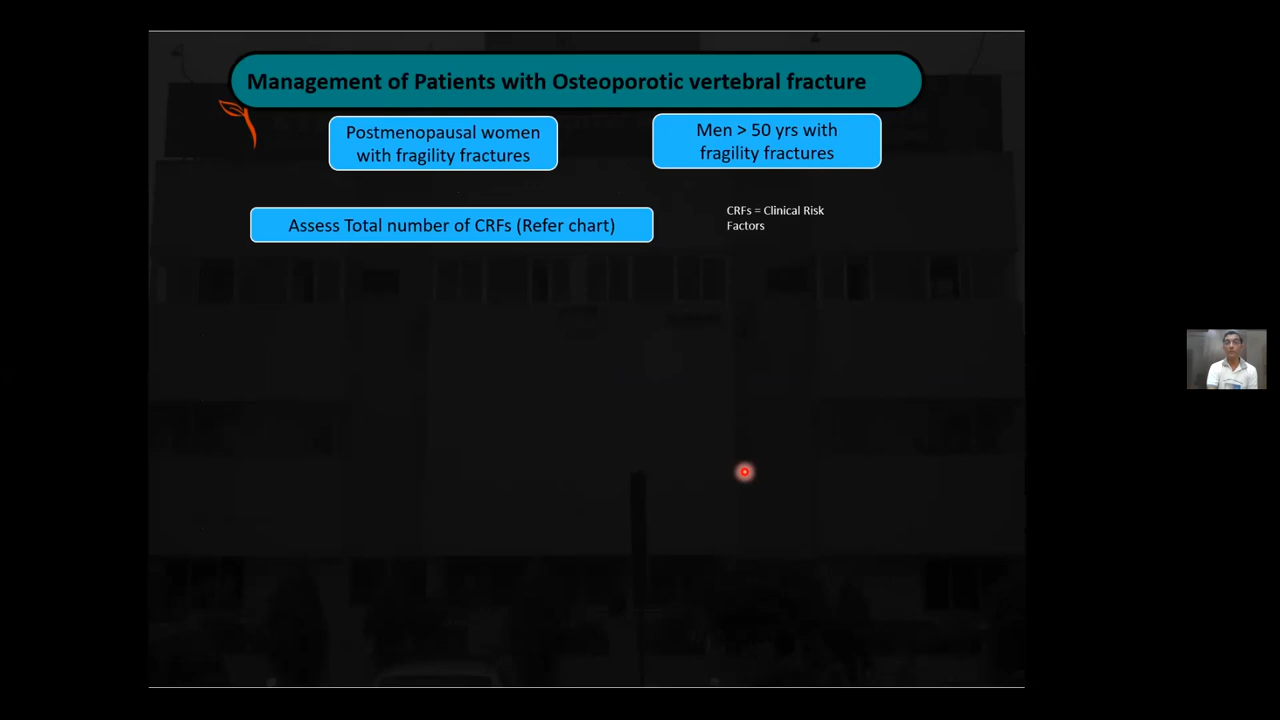 Management of Patients with Osteoporotic vertebral fracture
Postmenopausal women
with fragility fractures
Men > 50 yrs with
fragility fractures
Assess Total number of CRFs (Refer chart)
CRFs = Clinical Risk
Factors